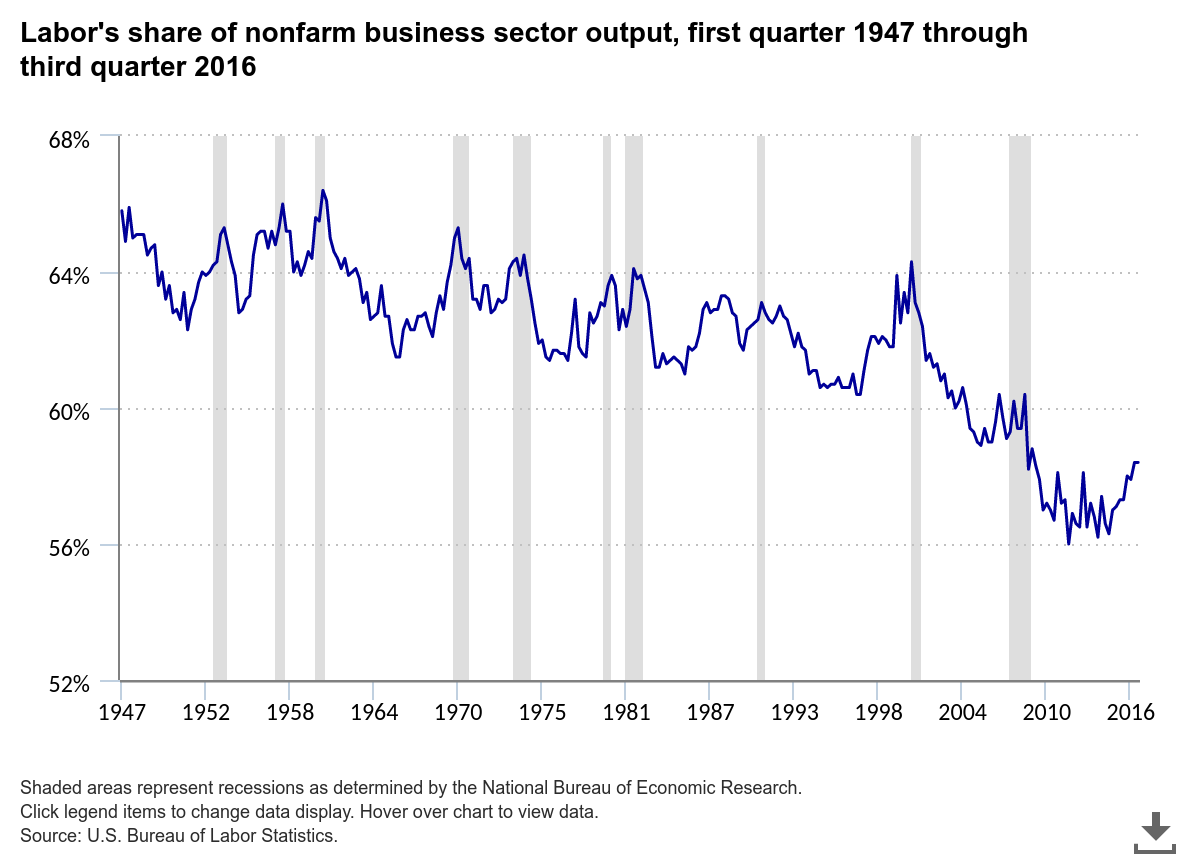 Labor's share of nonfarm business sector output, first quarter 1947 through
third quarter 2016
68%
64%
60%
56%
52%
1947 1952 1958 1964 1970 1975 1981 1987 1993 1998 2004 2010 2016
Shaded areas represent recessions as determined by the National Bureau of Economic Research.
Click legend items to change data display. Hover over chart to view data.
Source: U.S. Bureau of Labor Statistics.